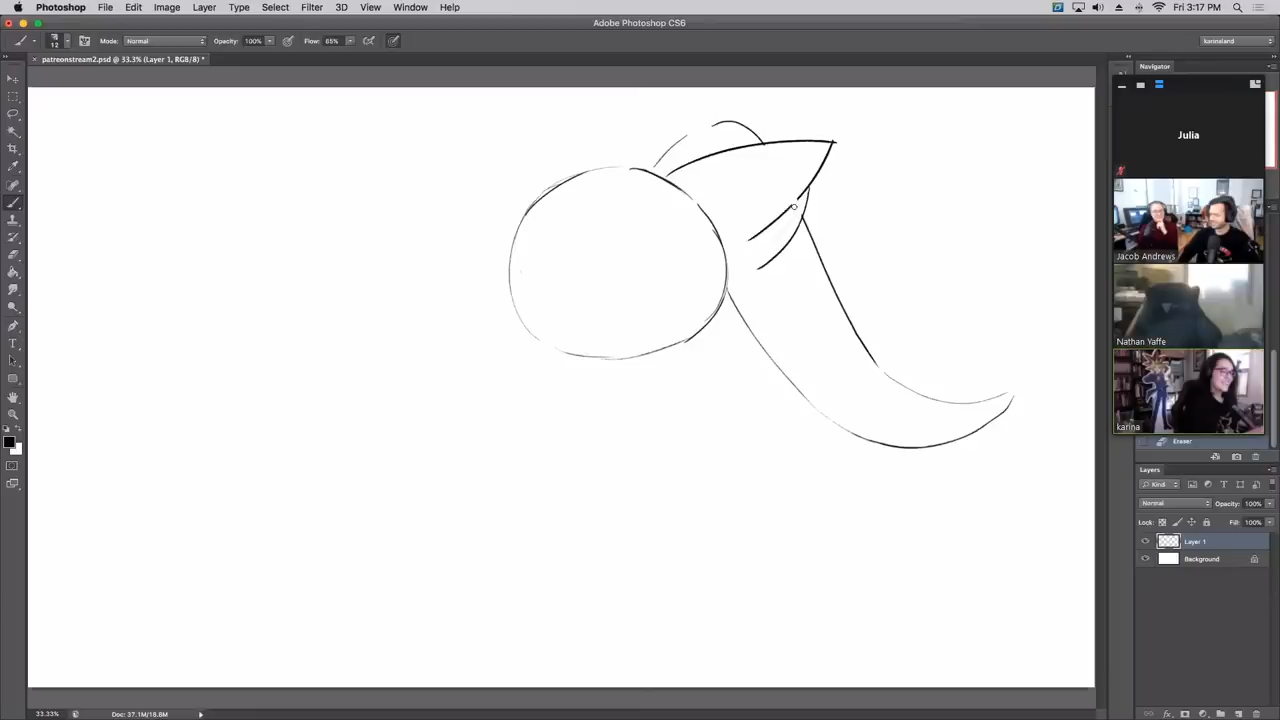 Photoshop File Edit Image Layer Type Select Filter 3D View Window Help Fri 3:17 PM
Adobe Photoshop CS6
12 Mode: Normal Opacity: 100% Flow: 65% karinsland
patreonstream2.psd @ 33.3% (Layer 1, RGB/8) *
Navigator
Julia
Jacob Andrews
Nathan Yaffe
karina
Eraser
Layers
Kind
Normal Opacity: 100%
Lock: Fill: 100%
Layer 1
Background
33.33% Doc: 37.1M/18.8M